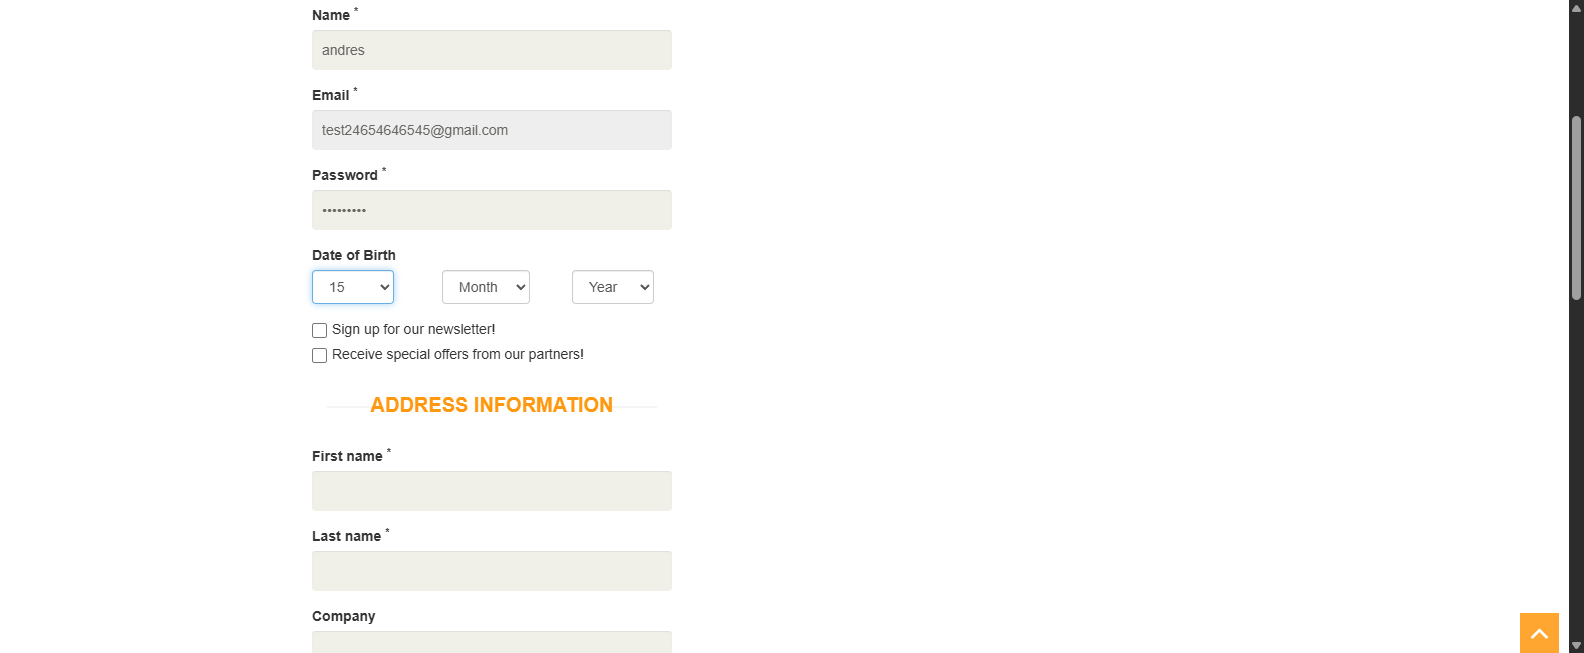 Name *
andres
Email *
test24654646545@gmail.com
Password *
•••••••••
Date of Birth
15 Month Year
Sign up for our newsletter!
Receive special offers from our partners!
ADDRESS INFORMATION
First name *
Last name *
Company